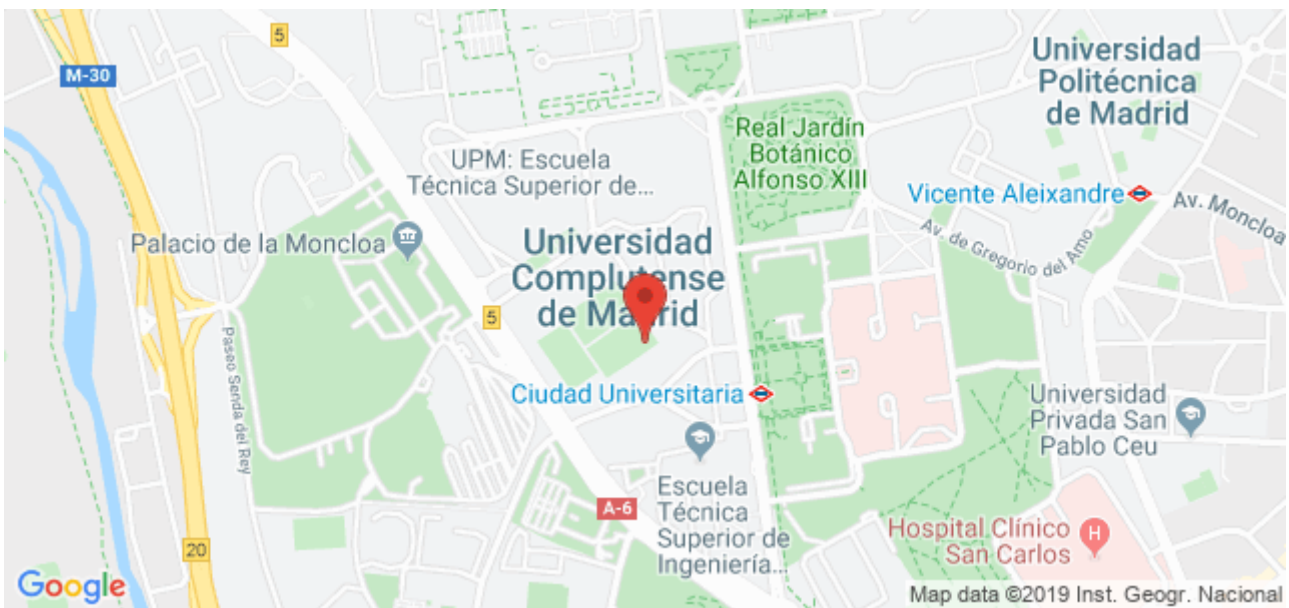 5
M-30
Universidad
Politécnica
de Madrid
Real Jardín
Botánico
Alfonso XIII
UPM: Escuela
Técnica Superior de...
Vicente Aleixandre
Av. Moncloa
Palacio de la Moncloa
Universidad
Complutense
de Madrid
Av. de Gregorio del Amo
5
Paseo Senda del Rey
Ciudad Universitaria
Universidad
Privada San
Pablo Ceu
Escuela
Técnica
Superior de
Ingeniería...
A-6
Hospital Clínico
San Carlos
H
20
Google
Map data ©2019 Inst. Geogr. Nacional